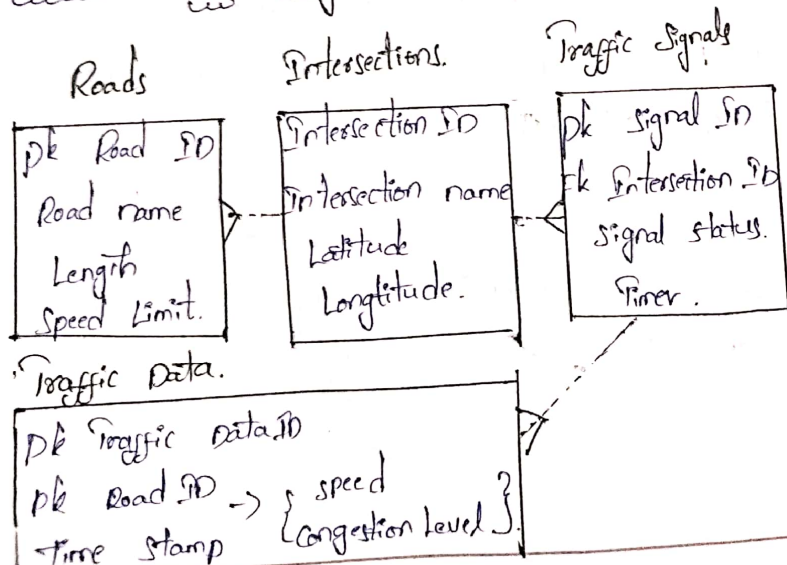 Roads
Intersections.
Traffic Signals
pk Road ID
Road name
Length
Speed Limit.
Intersection ID
Intersection name
Latitude
Longtitude.
pk Signal ID
Fk Intersection ID
Signal status.
Timer.
Traffic Data.
pk Traffic Data ID
pk Road ID -> { speed
Congestion Level }.
Time Stamp